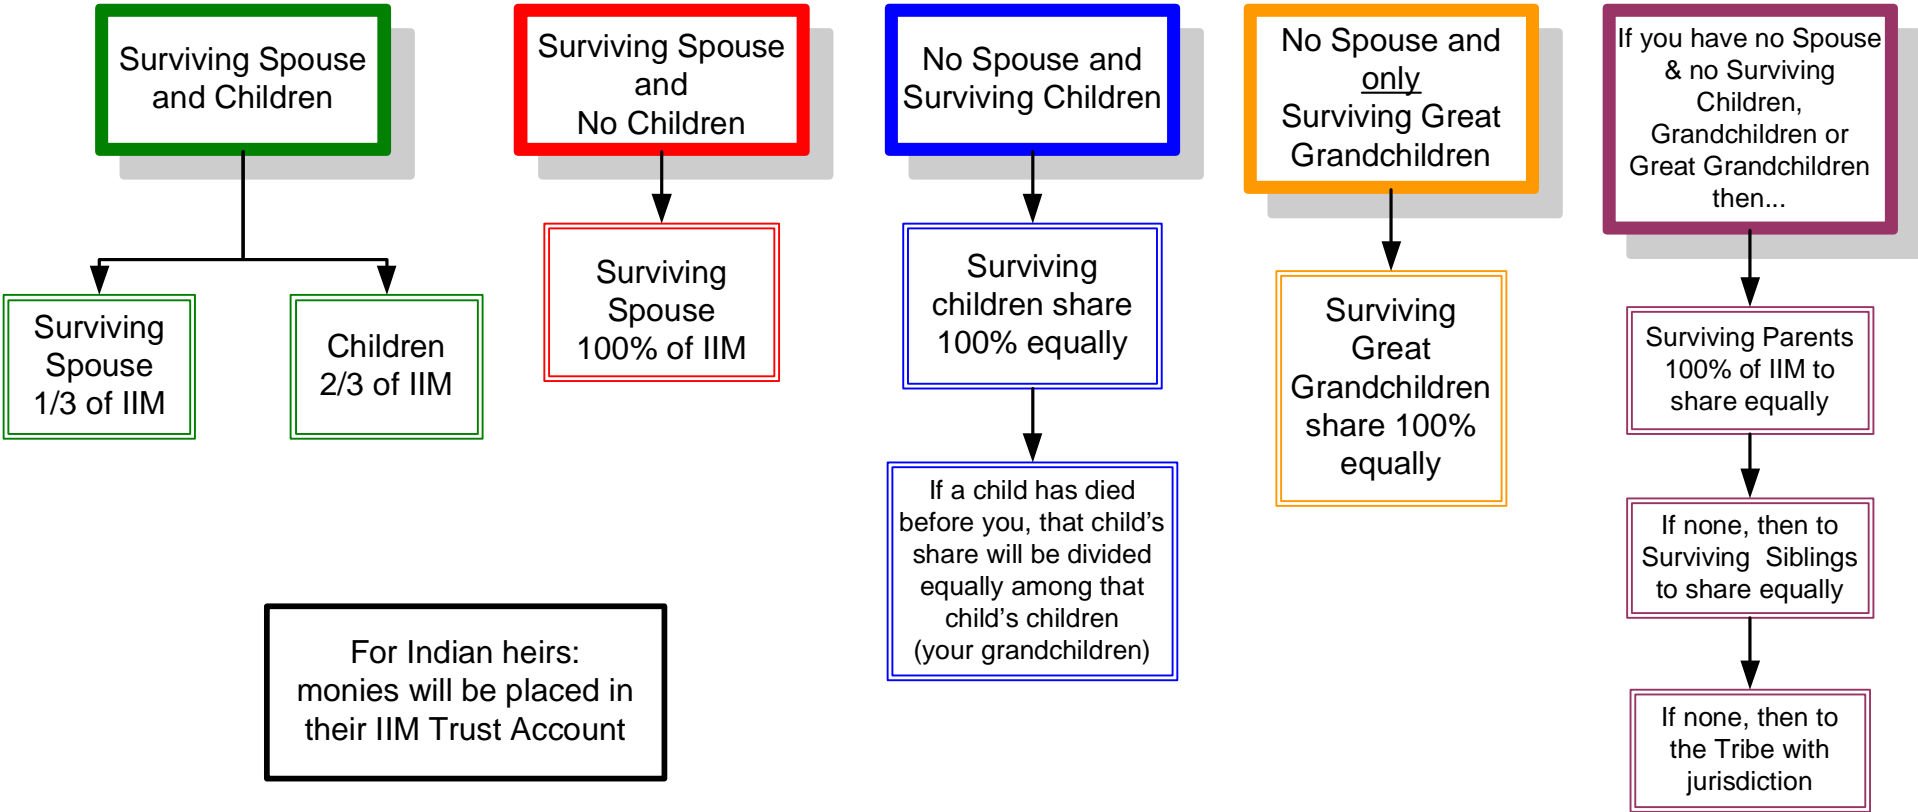 Surviving Spouse
and Children
Surviving
Spouse
1/3 of IIM
Children
2/3 of IIM
Surviving Spouse
and
No Children
Surviving
Spouse
100% of IIM
No Spouse and
Surviving Children
Surviving
children share
100% equally
If a child has died
before you, that child’s
share will be divided
equally among that
child’s children
(your grandchildren)
No Spouse and
only
Surviving Great
Grandchildren
Surviving
Great
Grandchildren
share 100%
equally
If you have no Spouse
& no Surviving
Children,
Grandchildren or
Great Grandchildren
then...
Surviving Parents
100% of IIM to
share equally
If none, then to
Surviving Siblings
to share equally
If none, then to
the Tribe with
jurisdiction
For Indian heirs:
monies will be placed in
their IIM Trust Account